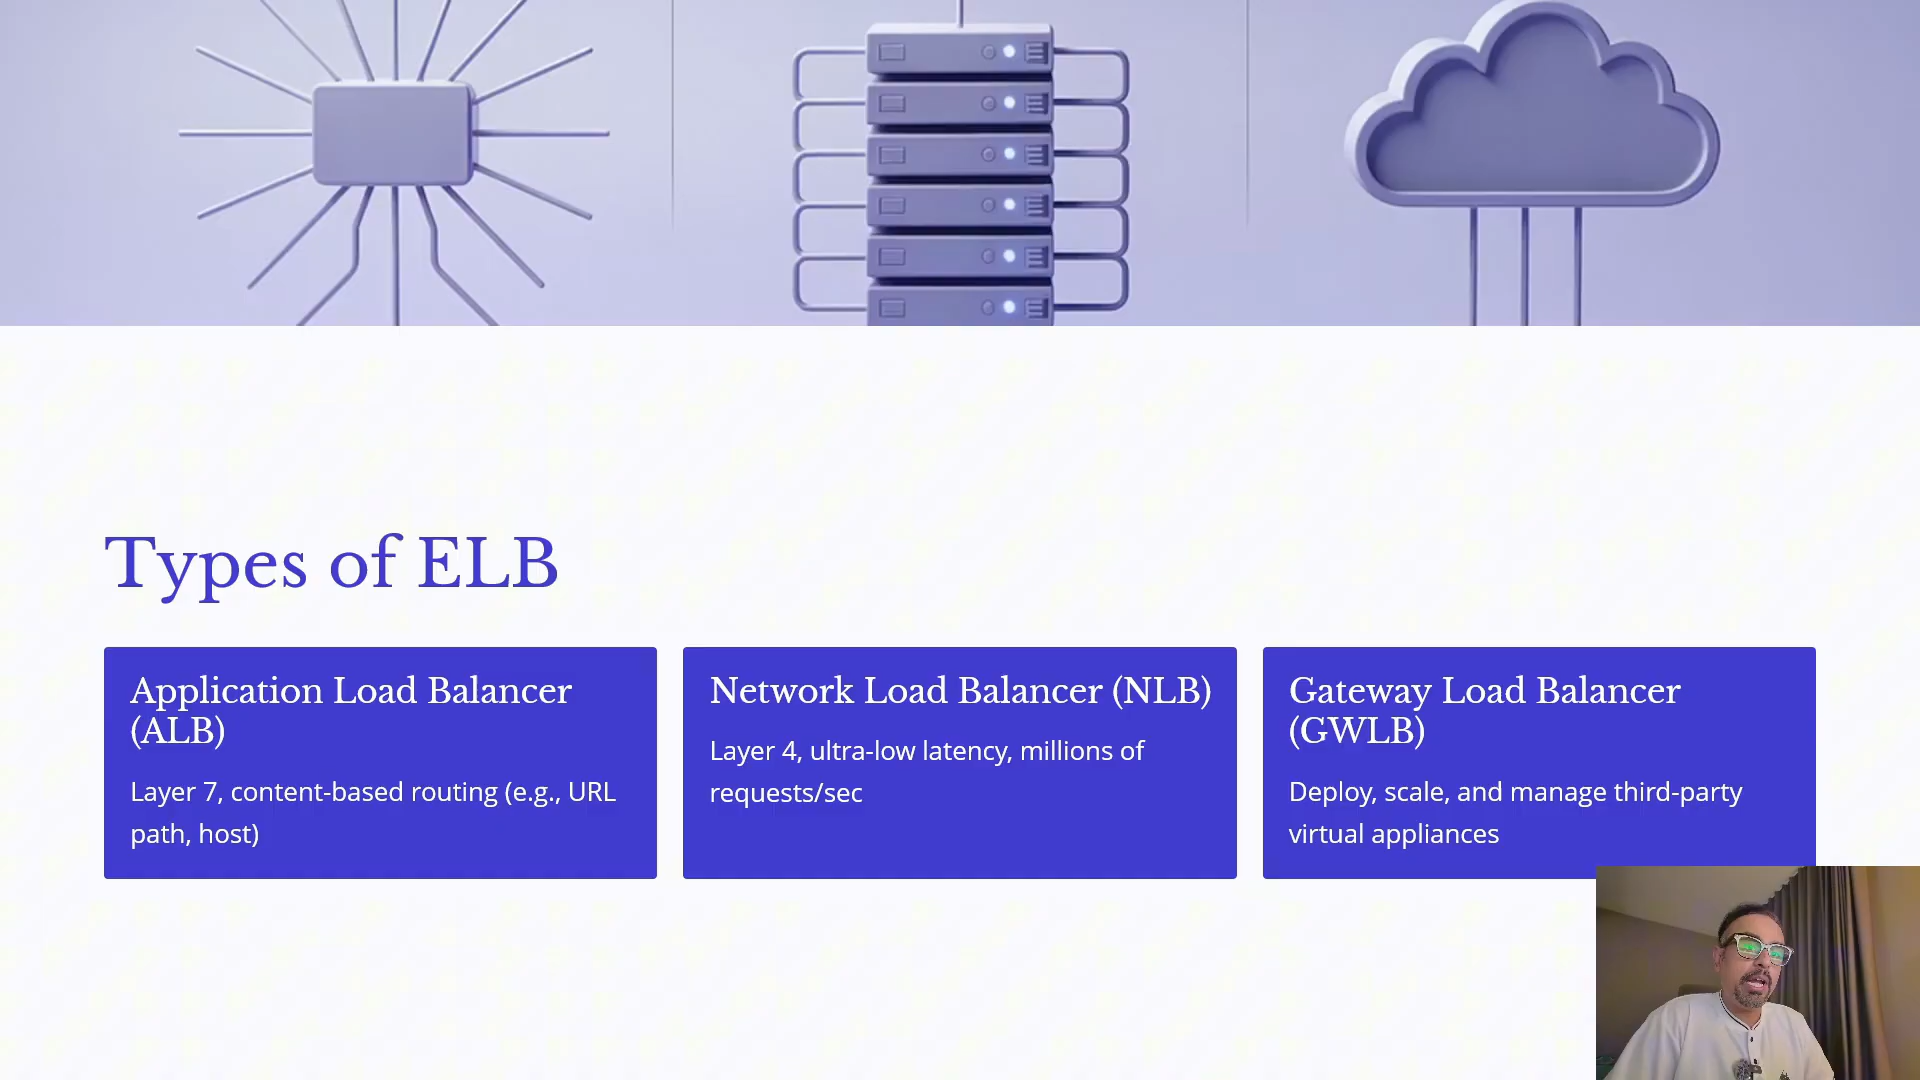 Types of ELB
Application Load Balancer
(ALB)
Layer 7, content-based routing (e.g., URL
path, host)
Network Load Balancer (NLB)
Layer 4, ultra-low latency, millions of
requests/sec
Gateway Load Balancer
(GWLB)
Deploy, scale, and manage third-party
virtual appliances